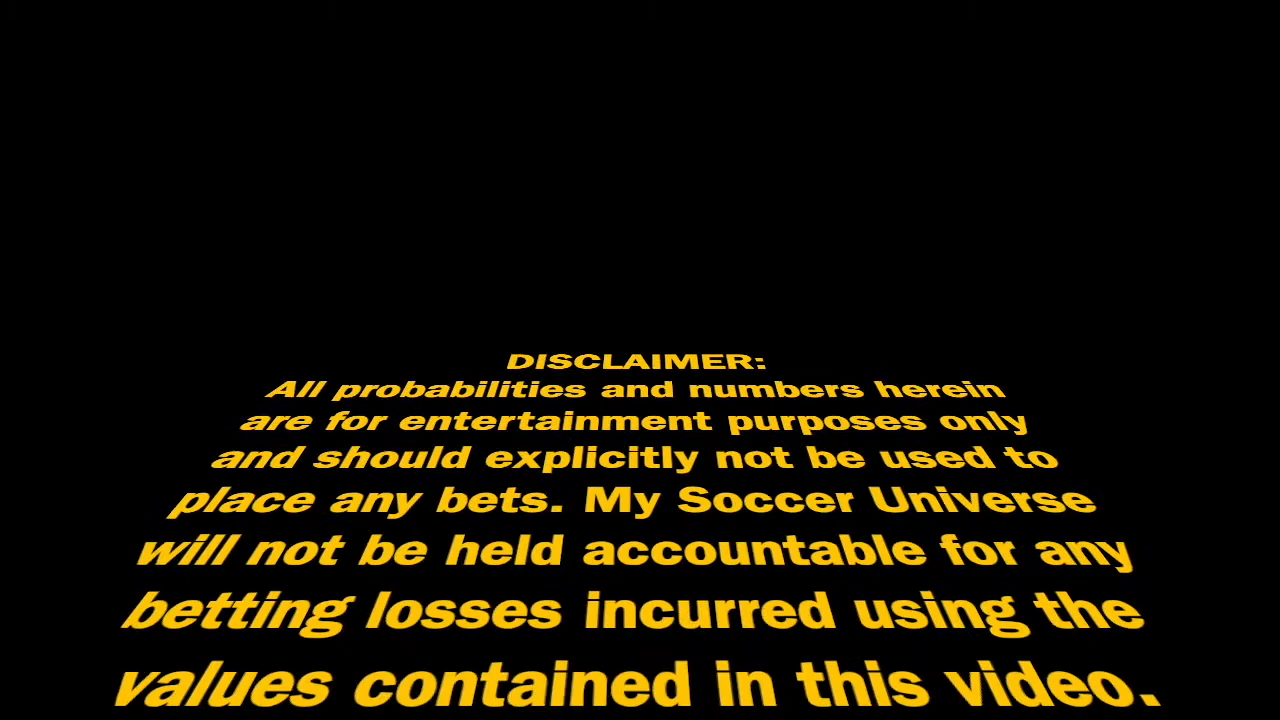 DISCLAIMER:
All probabilities and numbers herein
are for entertainment purposes only
and should explicitly not be used to
place any bets. My Soccer Universe
will not be held accountable for any
betting losses incurred using the
values contained in this video.